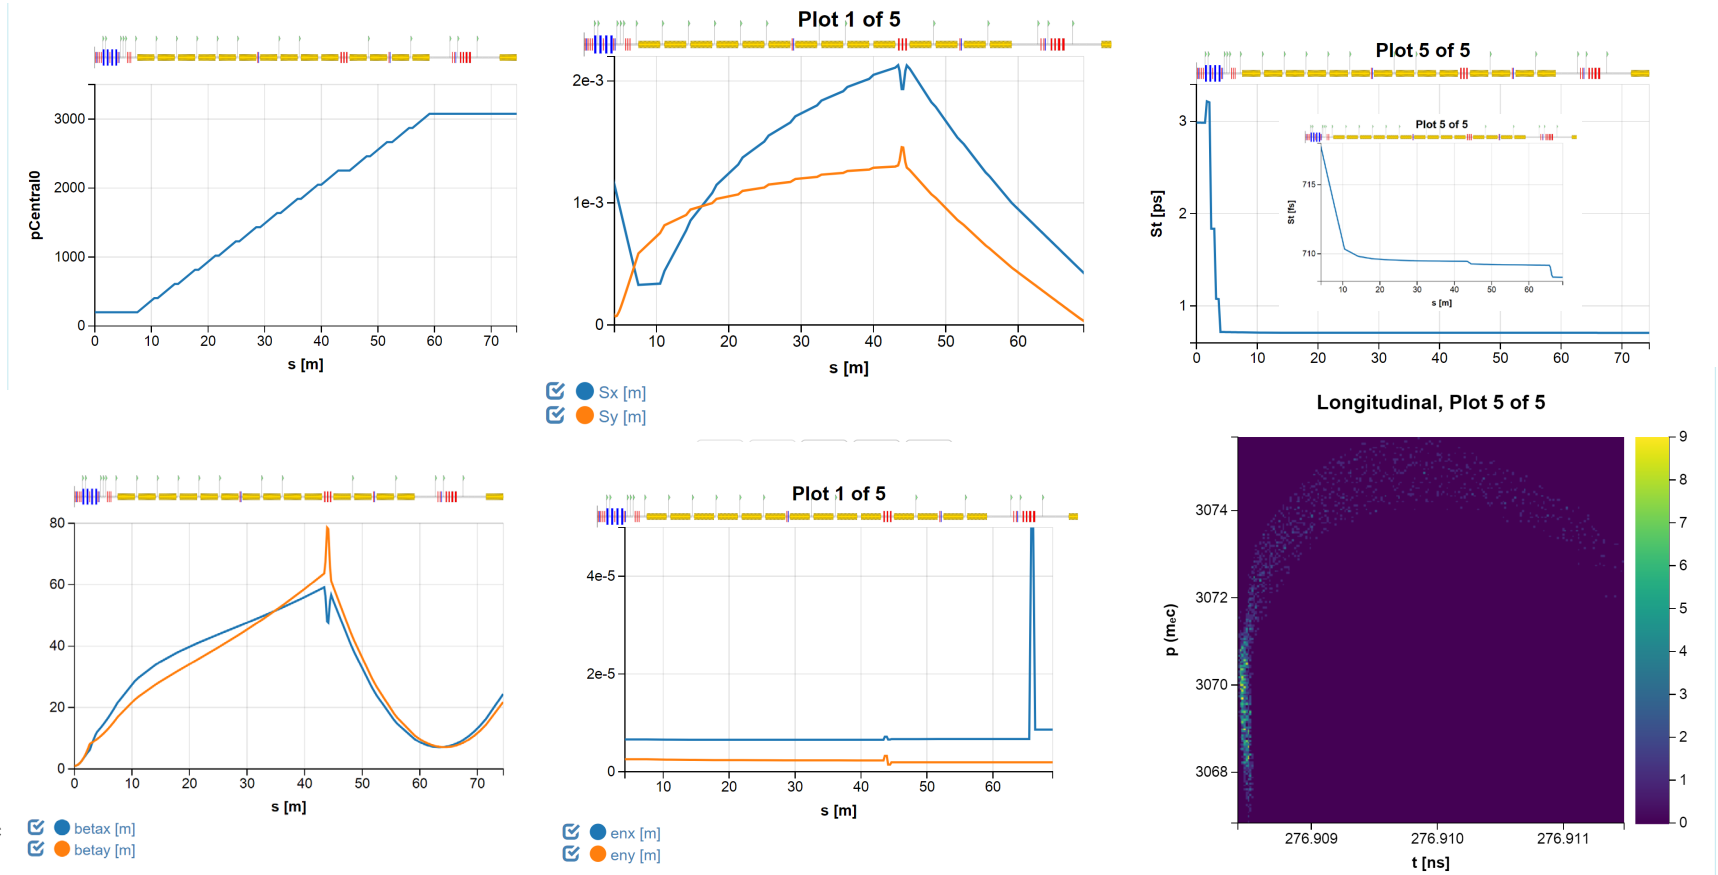 pCentral0
3000
2000
1000
0
0 10 20 30 40 50 60 70
s [m]
Plot 1 of 5
2e-3
1e-3
0
10 20 30 40 50 60
s [m]
Sx [m]
Sy [m]
Plot 5 of 5
St [ps]
3
2
1
0 10 20 30 40 50 60 70
s [m]
Plot 5 of 5
St [fs]
715
710
10 20 30 40 50 60
s [m]
80
60
40
20
0
0 10 20 30 40 50 60 70
s [m]
betax [m]
betay [m]
Plot 1 of 5
4e-5
2e-5
0
10 20 30 40 50 60
s [m]
enx [m]
eny [m]
Longitudinal, Plot 5 of 5
p (mₑc)
3074
3072
3070
3068
276.909 276.910 276.911
t [ns]
9
8
7
6
5
4
3
2
1
0